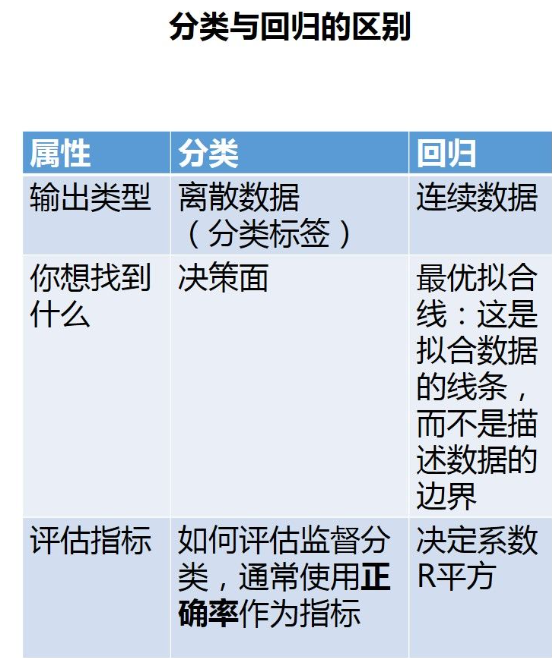 分类与回归的区别
属性 分类 回归
输出类型 离散数据 连续数据
（分类标签）
你想找到
什么
决策面
最优拟合
线：这是
拟合数据
的线条，
而不是描
述数据的
边界
评估指标
如何评估监督分
类，通常使用正
确率作为指标
决定系数
R平方